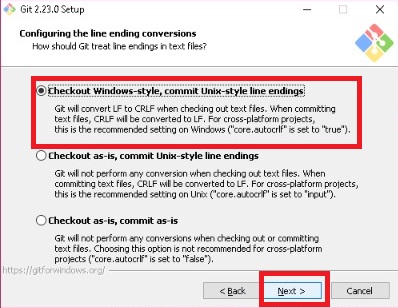 Git 2.23.0 Setup
Configuring the line ending conversions
How should Git treat line endings in text files?
Checkout Windows-style, commit Unix-style line endings
Git will convert LF to CRLF when checking out text files. When committing
text files, CRLF will be converted to LF. For cross-platform projects,
this is the recommended setting on Windows ("core.autocrlf" is set to "true").
Checkout as-is, commit Unix-style line endings
Git will not perform any conversion when checking out text files. When
committing text files, CRLF will be converted to LF. For cross-platform projects,
this is the recommended setting on Unix ("core.autocrlf" is set to "input").
Checkout as-is, commit as-is
Git will not perform any conversions when checking out or committing
text files. Choosing this option is not recommended for cross-platform
projects ("core.autocrlf" is set to "false").
https://gitforwindows.org/
< Back
Next >
Cancel